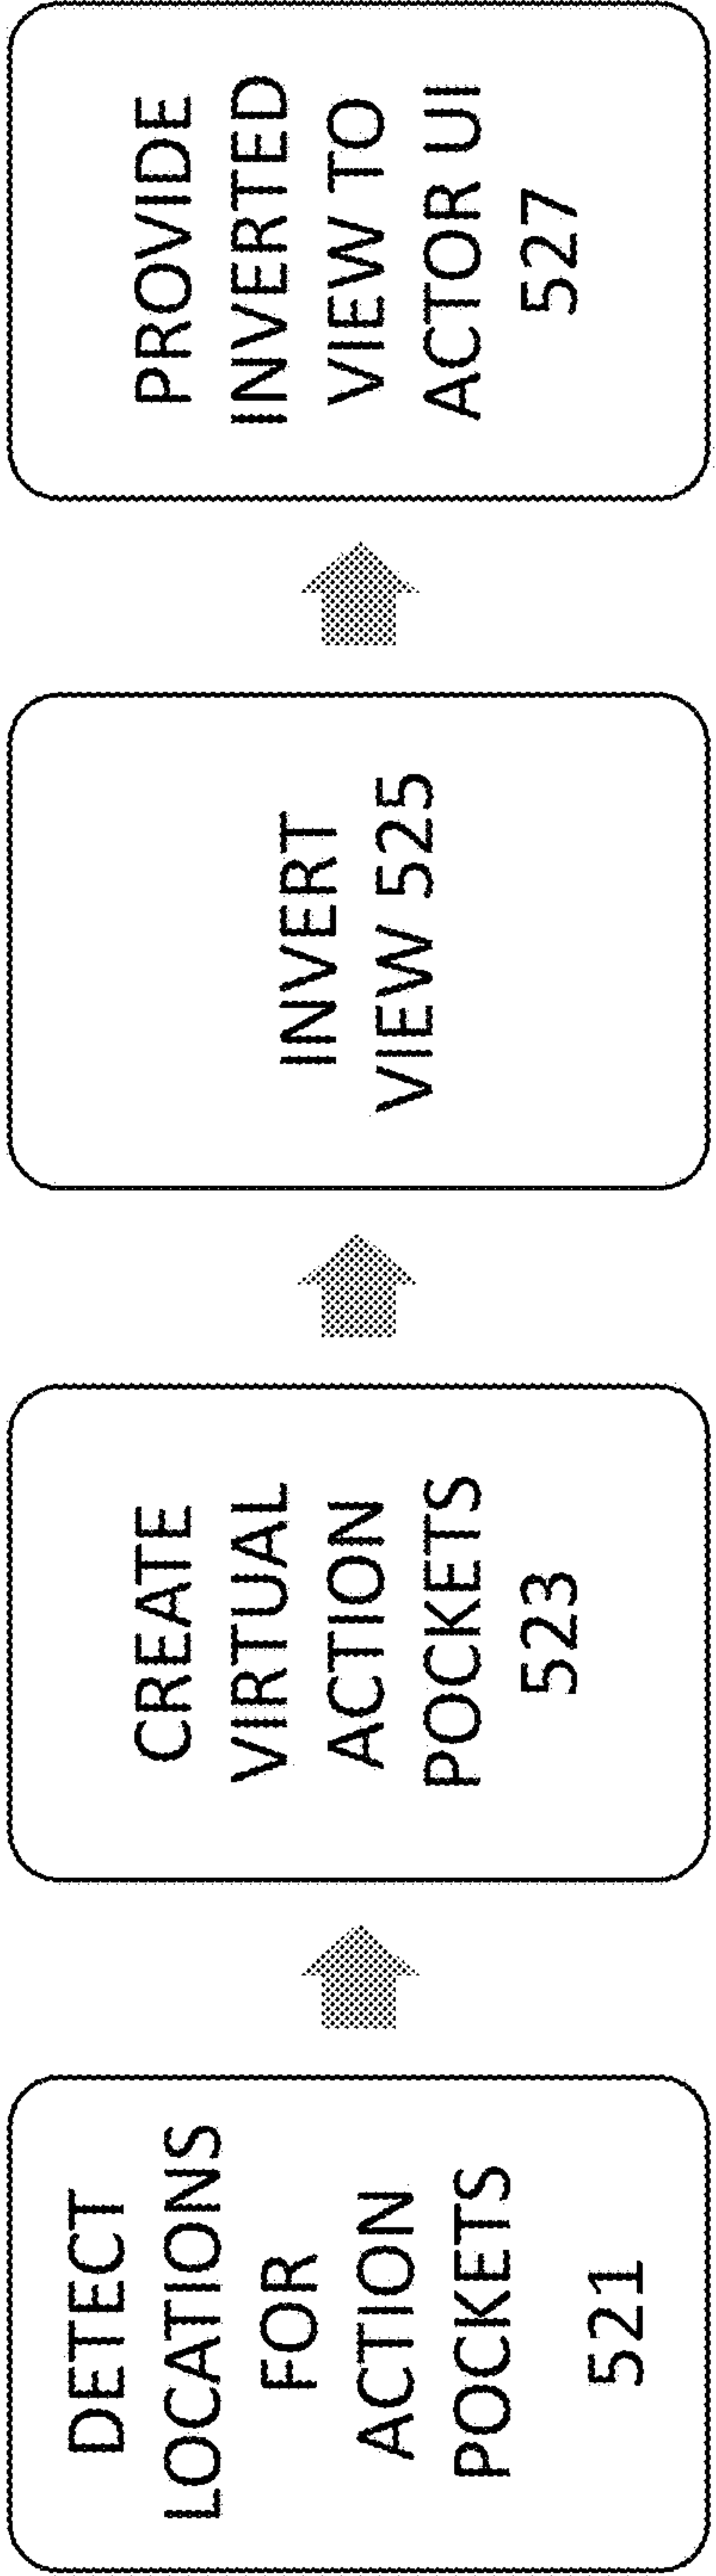 DETECT
LOCATIONS
FOR
ACTION
POCKETS
521
CREATE
VIRTUAL
ACTION
POCKETS
523
INVERT
VIEW 525
PROVIDE
INVERTED
VIEW TO
ACTOR UI
527